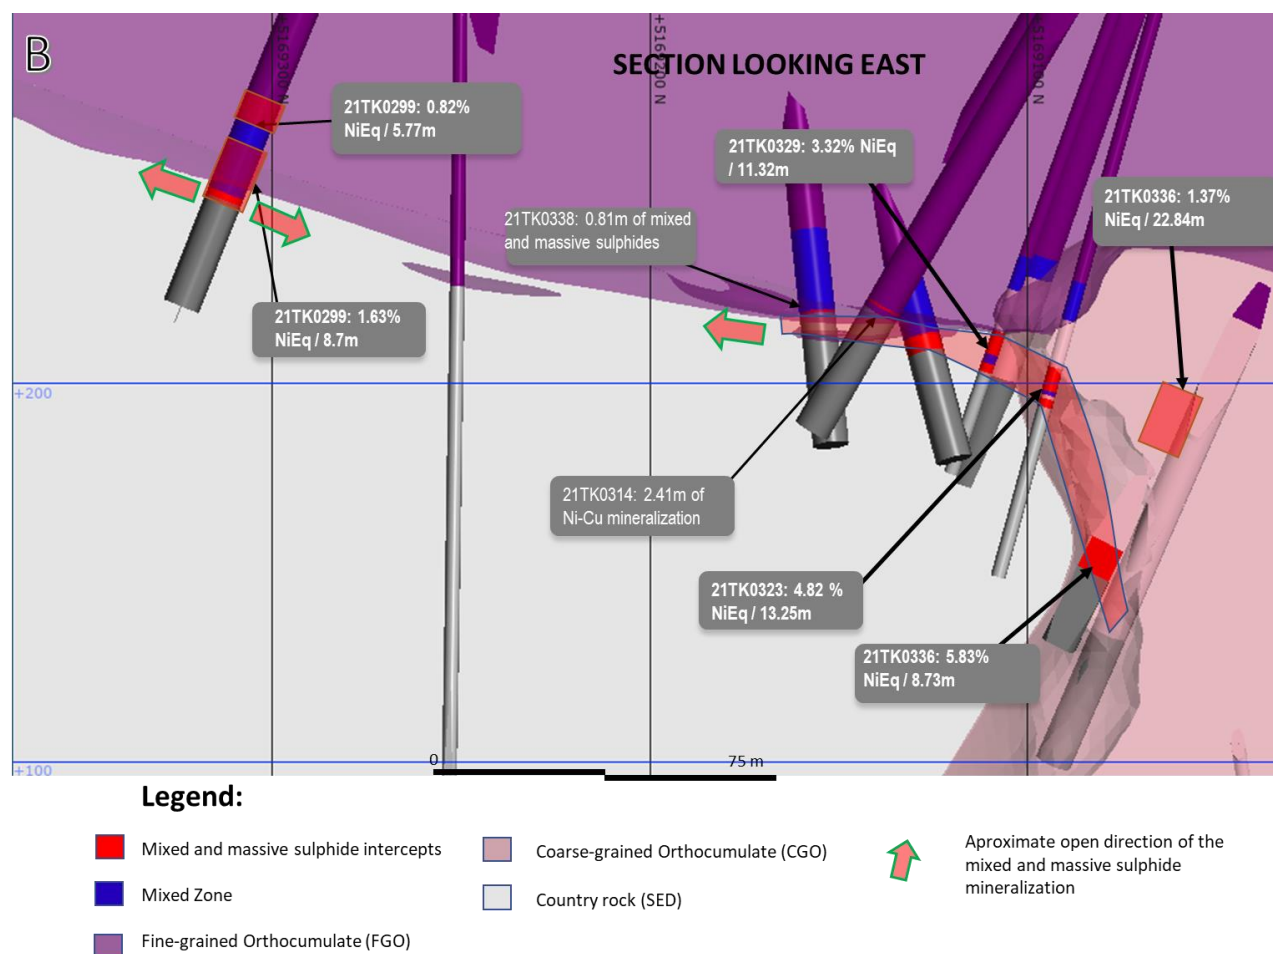 B
SECTION LOOKING EAST
+5169300 N
+5169200 N
+5169100 N
21TK0299: 0.82%
NiEq / 5.77m
21TK0329: 3.32% NiEq
/ 11.32m
21TK0336: 1.37%
NiEq / 22.84m
21TK0338: 0.81m of mixed
and massive sulphides
21TK0299: 1.63%
NiEq / 8.7m
+200
21TK0314: 2.41m of
Ni-Cu mineralization
21TK0323: 4.82 %
NiEq / 13.25m
21TK0336: 5.83%
NiEq / 8.73m
+100
0
75 m
Legend:
Mixed and massive sulphide intercepts
Mixed Zone
Fine-grained Orthocumulate (FGO)
Coarse-grained Orthocumulate (CGO)
Country rock (SED)
Aproximate open direction of the
mixed and massive sulphide
mineralization